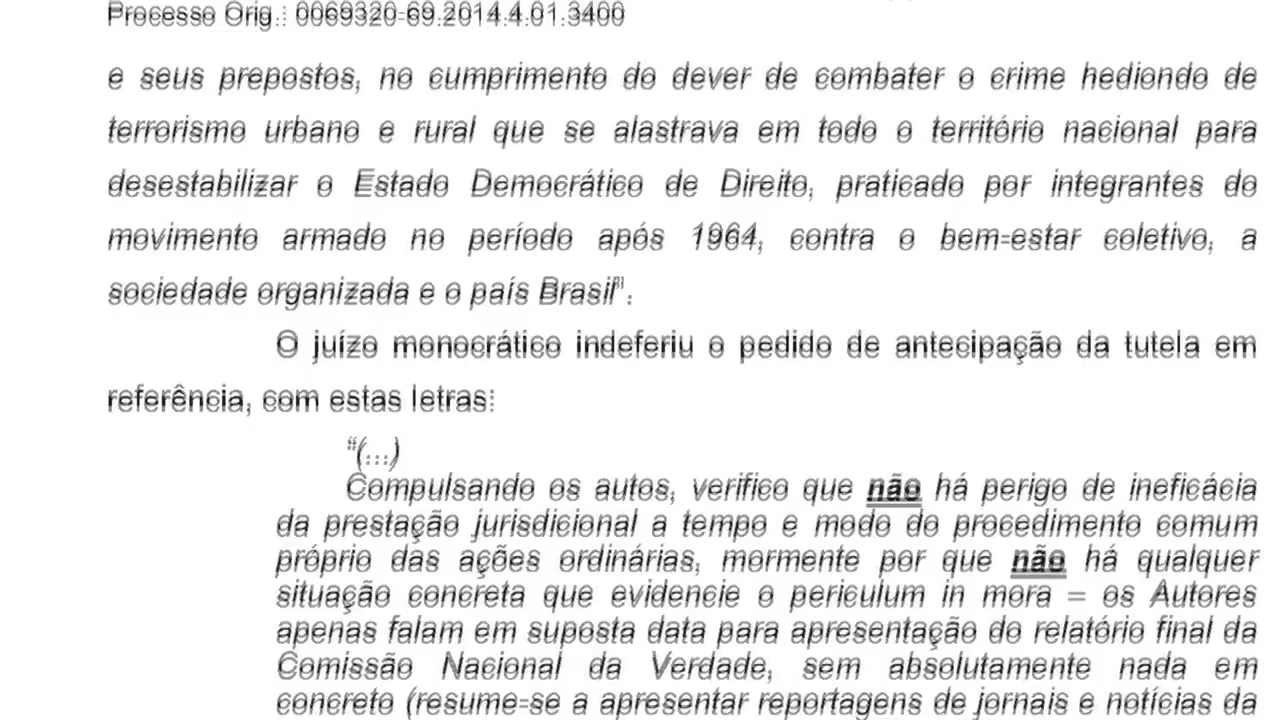 Processo Orig.: 0069320-69.2014.4.01.3400
e seus prepostos, no cumprimento do dever de combater o crime hediondo de
terrorismo urbano e rural que se alastrava em todo o território nacional para
desestabilizar o Estado Democrático de Direito, praticado por integrantes do
movimento armado no período após 1964, contra o bem-estar coletivo, a
sociedade organizada e o país Brasil".
O juízo monocrático indeferiu o pedido de antecipação da tutela em
referência, com estas letras:
"(...)
Compulsando os autos, verifico que não há perigo de ineficácia
da prestação jurisdicional a tempo e modo do procedimento comum
próprio das ações ordinárias, mormente por que não há qualquer
situação concreta que evidencie o periculum in mora = os Autores
apenas falam em suposta data para apresentação do relatório final da
Comissão Nacional da Verdade, sem absolutamente nada em
concreto (resume-se a apresentar reportagens de jornais e notícias da